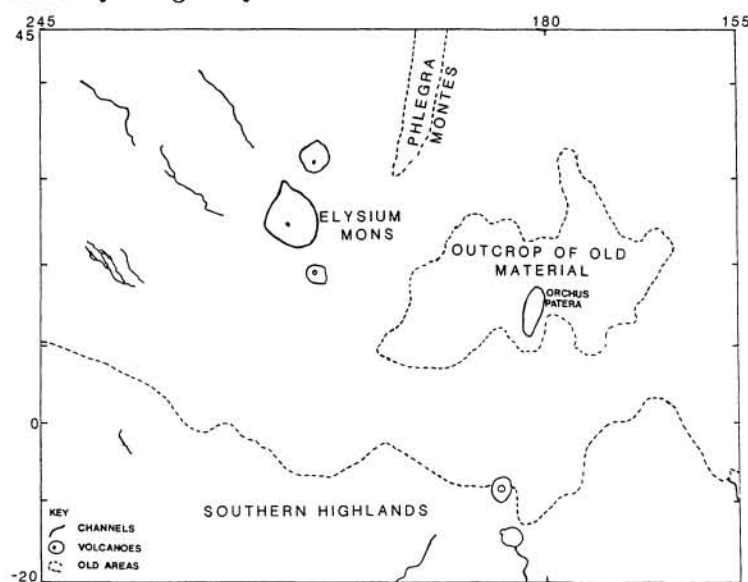 245
180
155
45
PHLEGRA
MONTES
ELYSIUM
MONS
OUTCROP OF OLD
MATERIAL
ORCHUS
PATERA
0
SOUTHERN HIGHLANDS
KEY
CHANNELS
VOLCANOES
OLD AREAS
-20